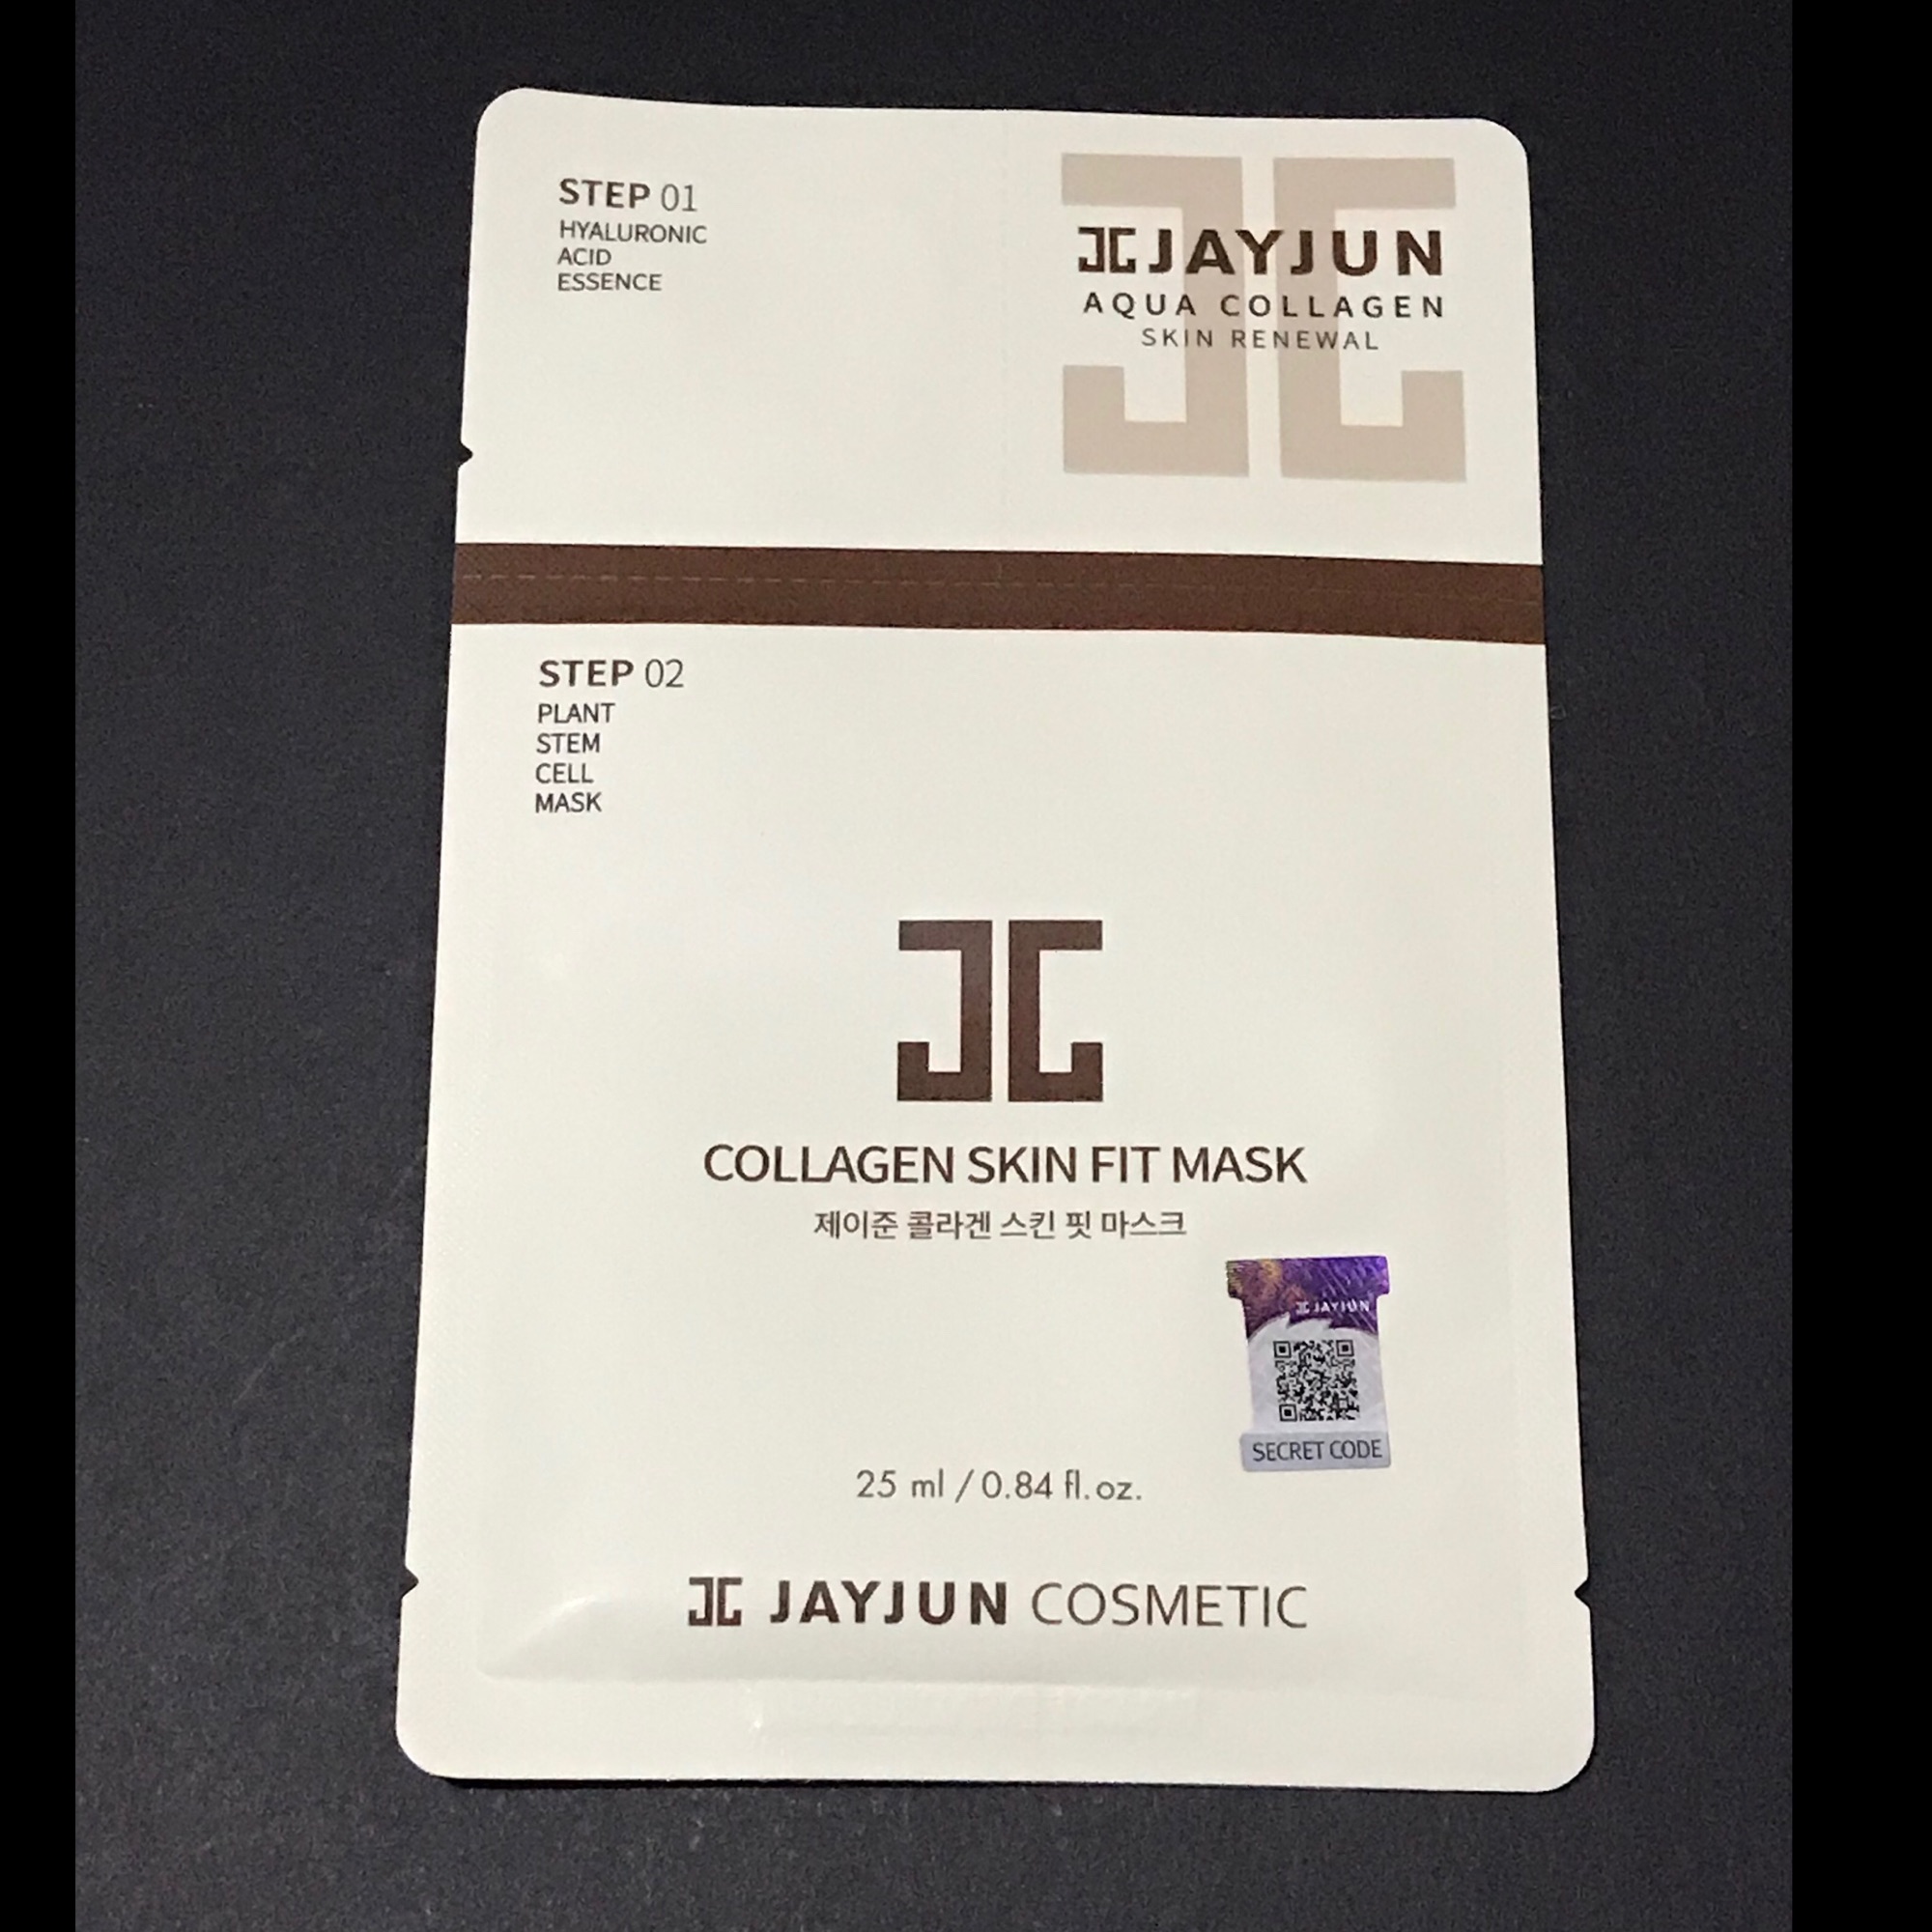 STEP 01
HYALURONIC
ACID
ESSENCE
JAYJUN
AQUA COLLAGEN
SKIN RENEWAL
STEP 02
PLANT
STEM
CELL
MASK
COLLAGEN SKIN FIT MASK
제이준 콜라겐 스킨 핏 마스크
JAYJUN
SECRET CODE
25 ml / 0.84 fl.oz.
JAYJUN COSMETIC